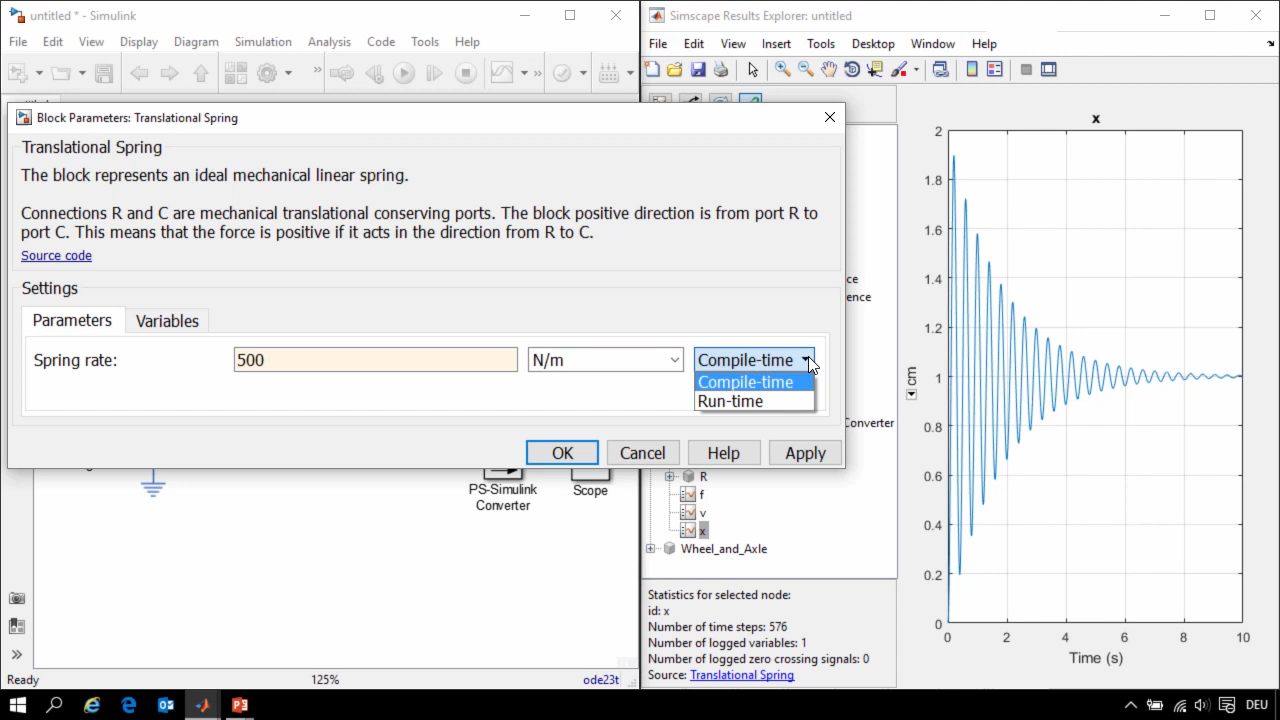 untitled * - Simulink
File Edit View Display Diagram Simulation Analysis Code Tools Help
Block Parameters: Translational Spring
Translational Spring
The block represents an ideal mechanical linear spring.
Connections R and C are mechanical translational conserving ports. The block positive direction is from port R to
port C. This means that the force is positive if it acts in the direction from R to C.
Source code
Settings
Parameters Variables
Spring rate: 500 N/m Compile-time
Compile-time
Run-time
OK Cancel Help Apply
PS-Simulink
Converter
Scope
Ready 125% ode23t
Simscape Results Explorer: untitled
File Edit View Insert Tools Desktop Window Help
ce
ence
Converter
R
f
v
x
Wheel_and_Axle
Statistics for selected node:
id: x
Number of time steps: 576
Number of logged variables: 1
Number of logged zero crossing signals: 0
Source: Translational Spring
x
2
1.8
1.6
1.4
1.2
1
0.8
0.6
0.4
0.2
0
cm
0 2 4 6 8 10
Time (s)
DEU